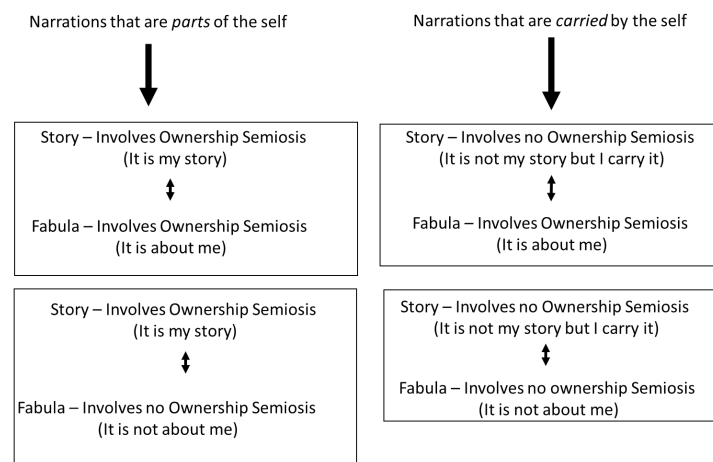 Narrations that are parts of the self
Story – Involves Ownership Semiosis
(It is my story)
Fabula – Involves Ownership Semiosis
(It is about me)
Story – Involves Ownership Semiosis
(It is my story)
Fabula – Involves no Ownership Semiosis
(It is not about me)
Narrations that are carried by the self
Story – Involves no Ownership Semiosis
(It is not my story but I carry it)
Fabula – Involves Ownership Semiosis
(It is about me)
Story – Involves no Ownership Semiosis
(It is not my story but I carry it)
Fabula – Involves no ownership Semiosis
(It is not about me)